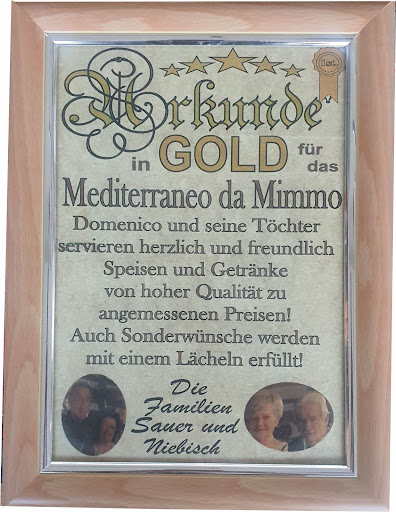 1st.
Urkunde
in GOLD für das
Mediterraneo da Mimmo
Domenico und seine Töchter
servieren herzlich und freundlich
Speisen und Getränke
von hoher Qualität zu
angemessenen Preisen!
Auch Sonderwünsche werden
mit einem Lächeln erfüllt!
Die
Familien
Sauer und
Niebisch